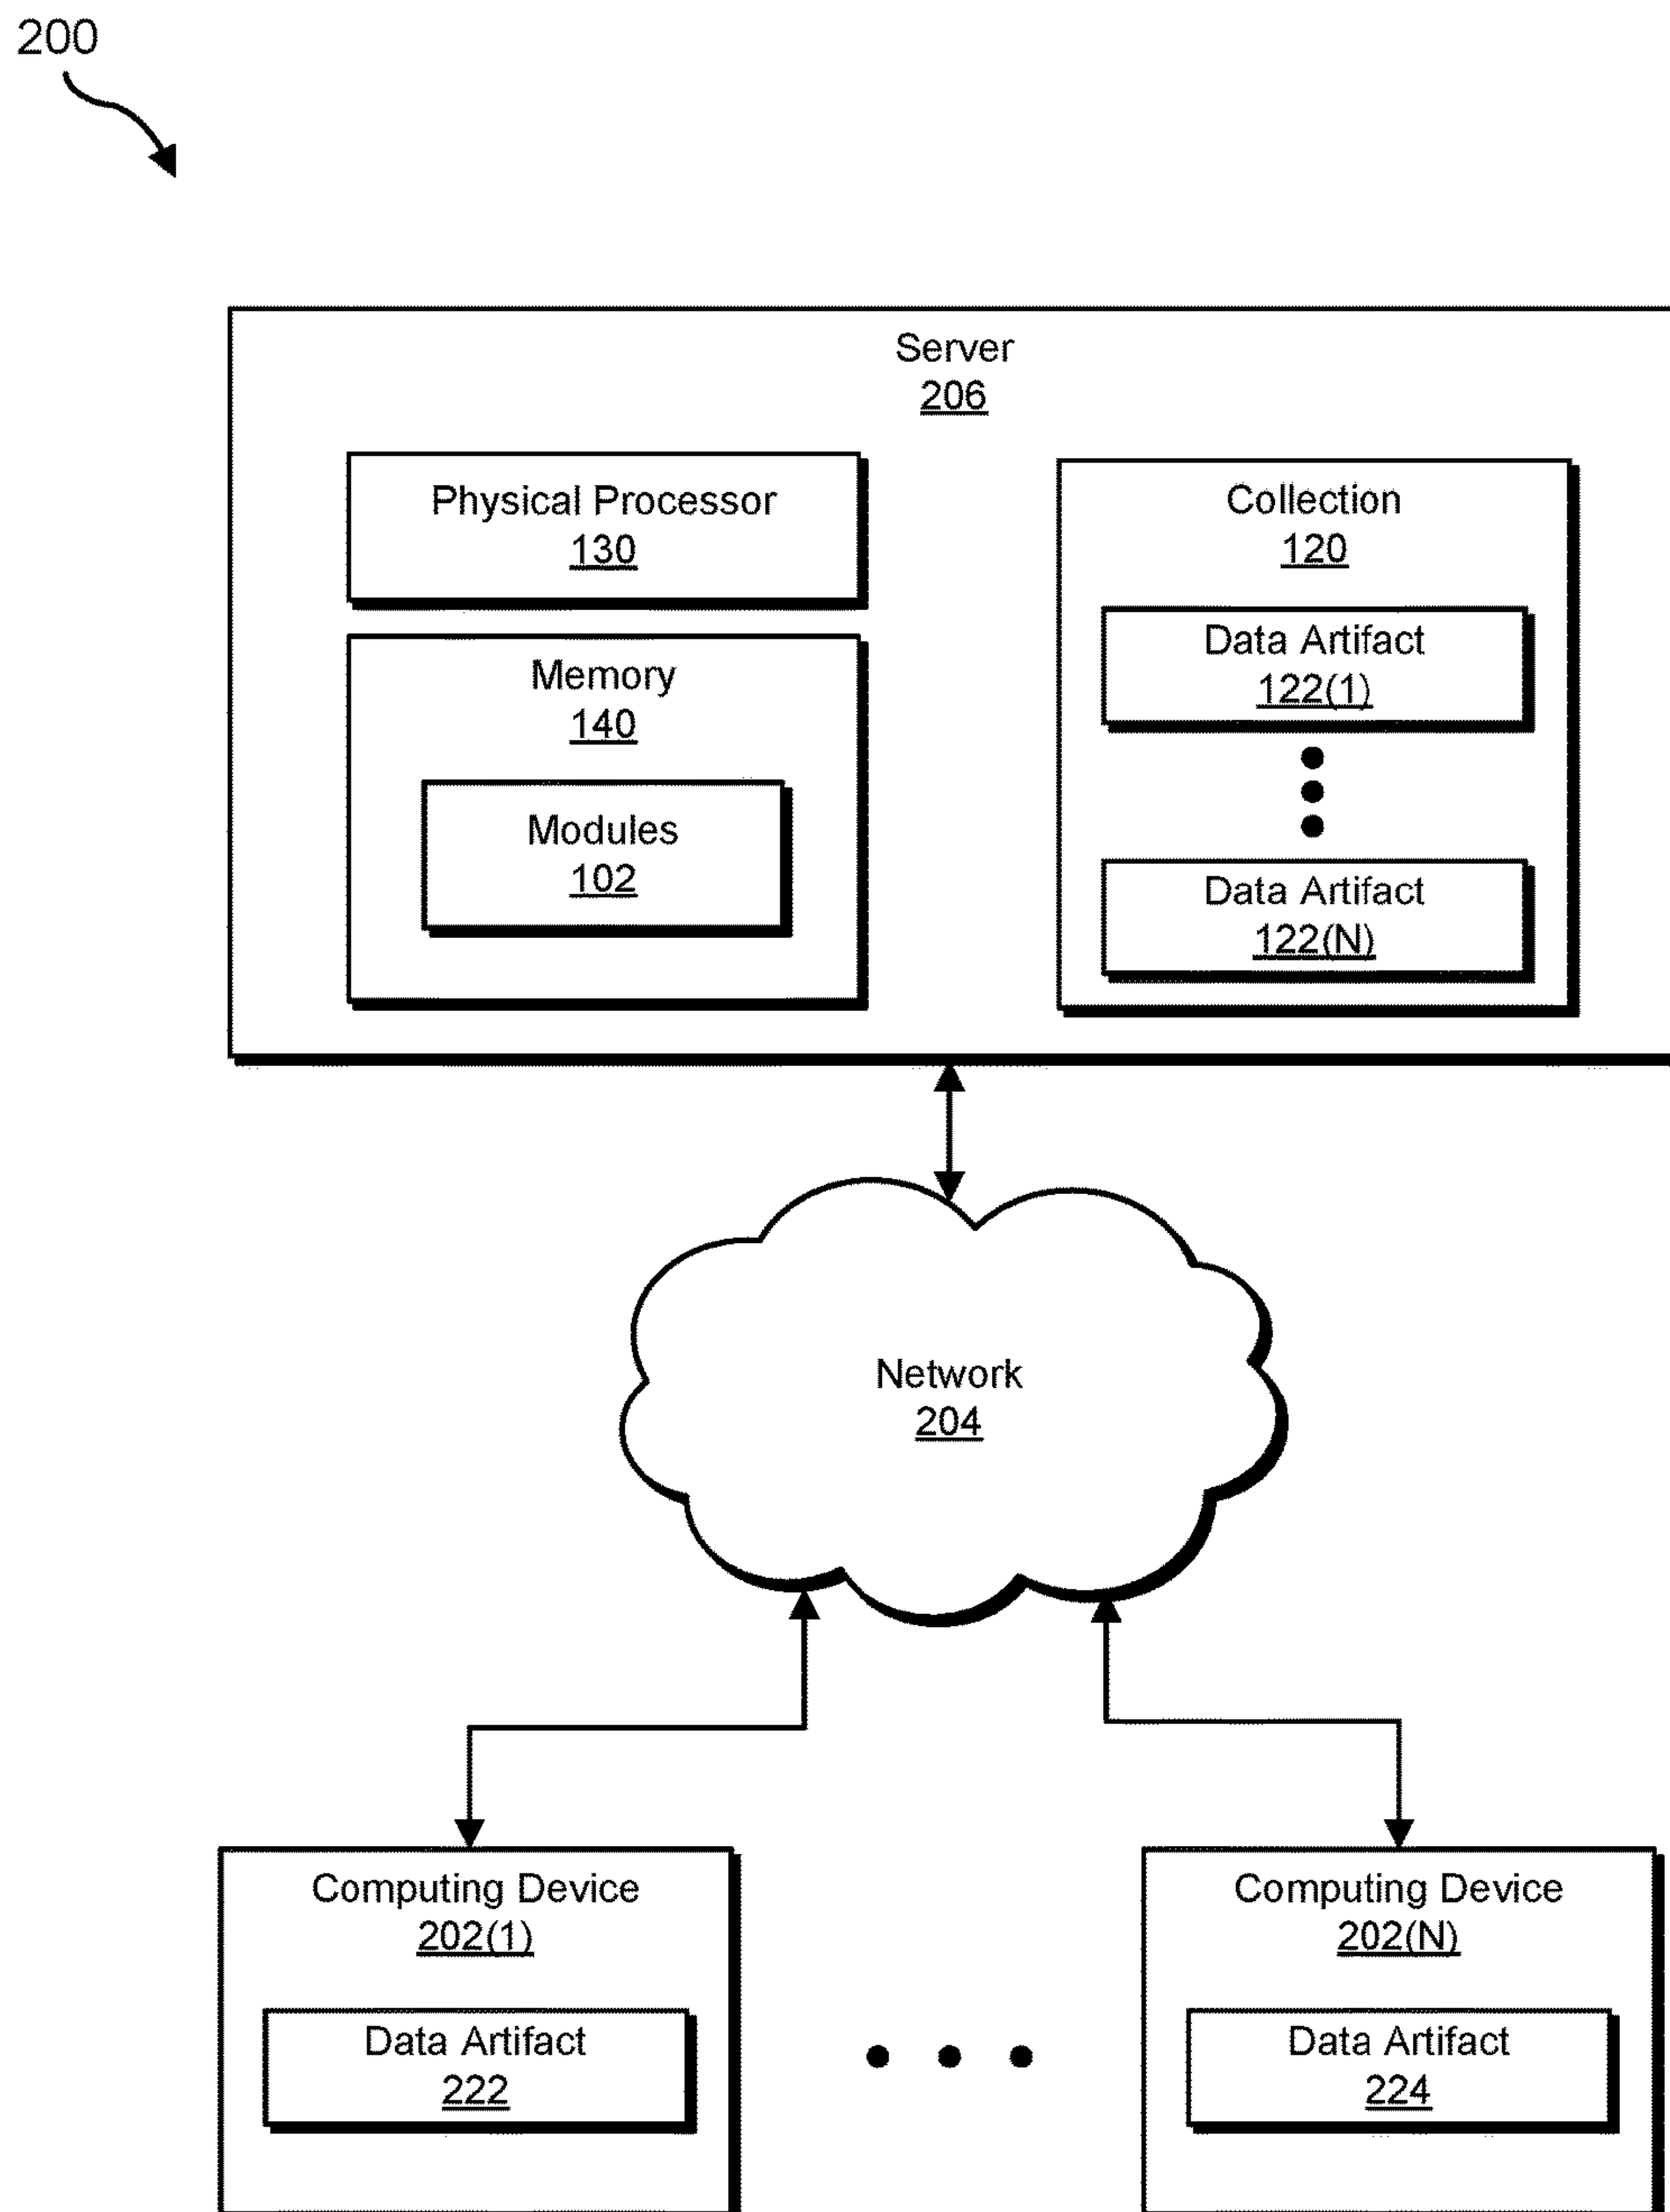 200
Server
206
Physical Processor
130
Memory
140
Modules
102
Collection
120
Data Artifact
122(1)
Data Artifact
122(N)
Network
204
Computing Device
202(1)
Data Artifact
222
Computing Device
202(N)
Data Artifact
224